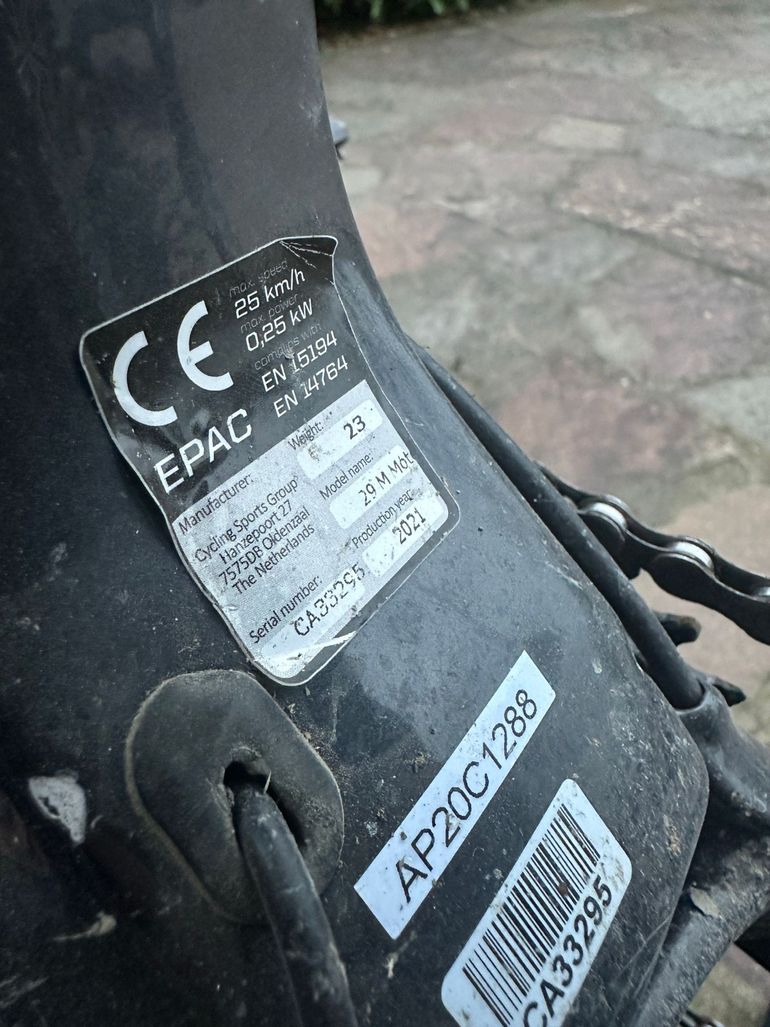 CE
max. speed
25 km/h
max. power
0,25 kW
complies with
EN 15194
EN 14764
EPAC
Manufacturer:
Cycling Sports Group
Hanzepoort 27
7575DB Oldenzaal
The Netherlands
Weight:
23
Model name:
29 M Mot
Production year:
2021
Serial number:
CA33295
AP20C1288
CA33295